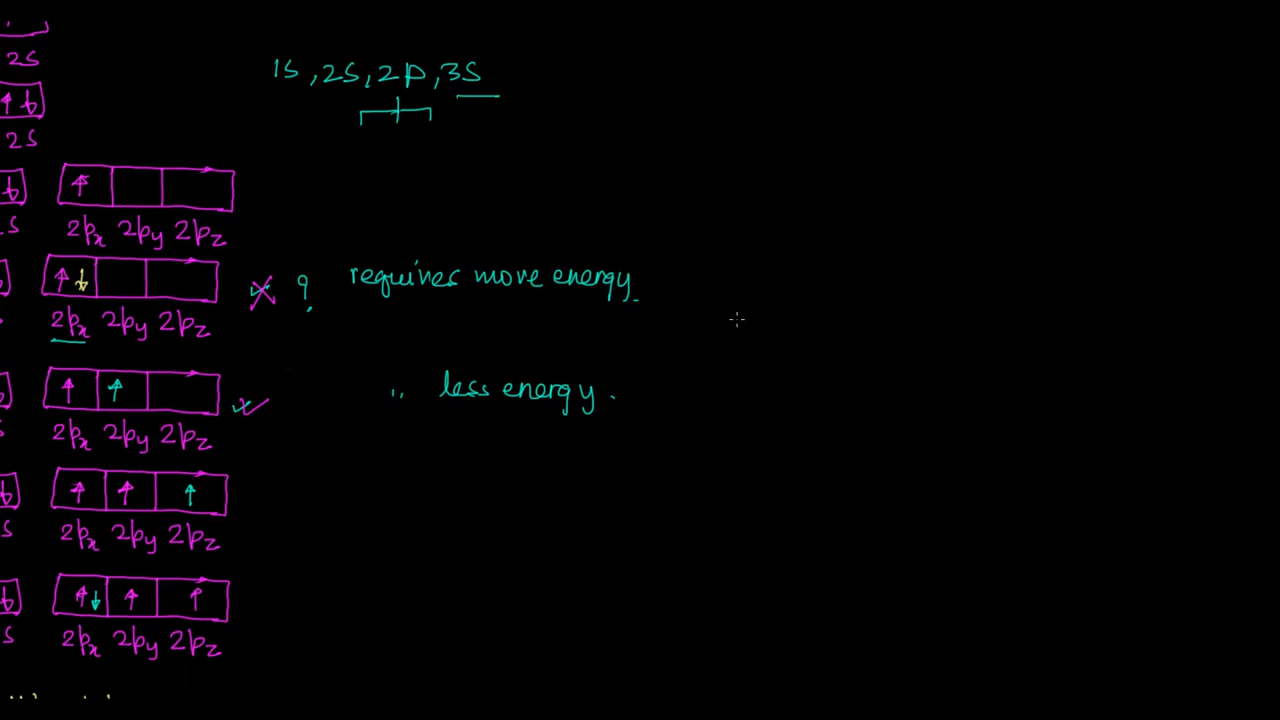 2s
1s, 2s, 2p, 3s
↑ ↓
2s
↑
2px 2py 2pz
↑ ↓ ? requires more energy
2px 2py 2pz
↑ ↑ ,, less energy.
2px 2py 2pz
↑ ↑ ↑
s 2px 2py 2pz
↑ ↓ ↑ ↑
s 2px 2py 2pz